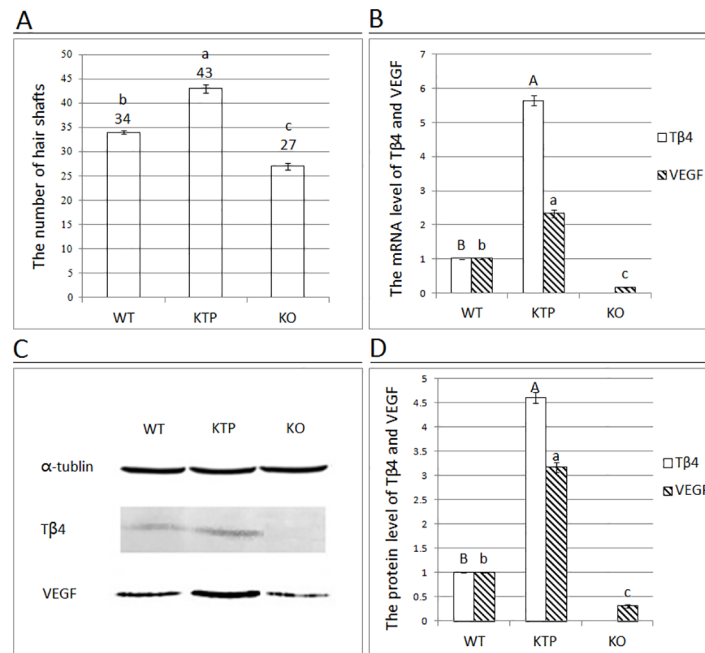 A
The number of hair shafts
50
45
40
35
30
25
20
15
10
5
0
b
34
a
43
c
27
WT KTP KO
B
The mRNA level of Tβ4 and VEGF
7
6
5
4
3
2
1
0
B b
A
a
c
Tβ4
VEGF
WT KTP KO
C
WT KTP KO
α-tublin
Tβ4
VEGF
D
The protein level of Tβ4 and VEGF
5
4.5
4
3.5
3
2.5
2
1.5
1
0.5
0
B b
A
a
c
Tβ4
VEGF
WT KTP KO